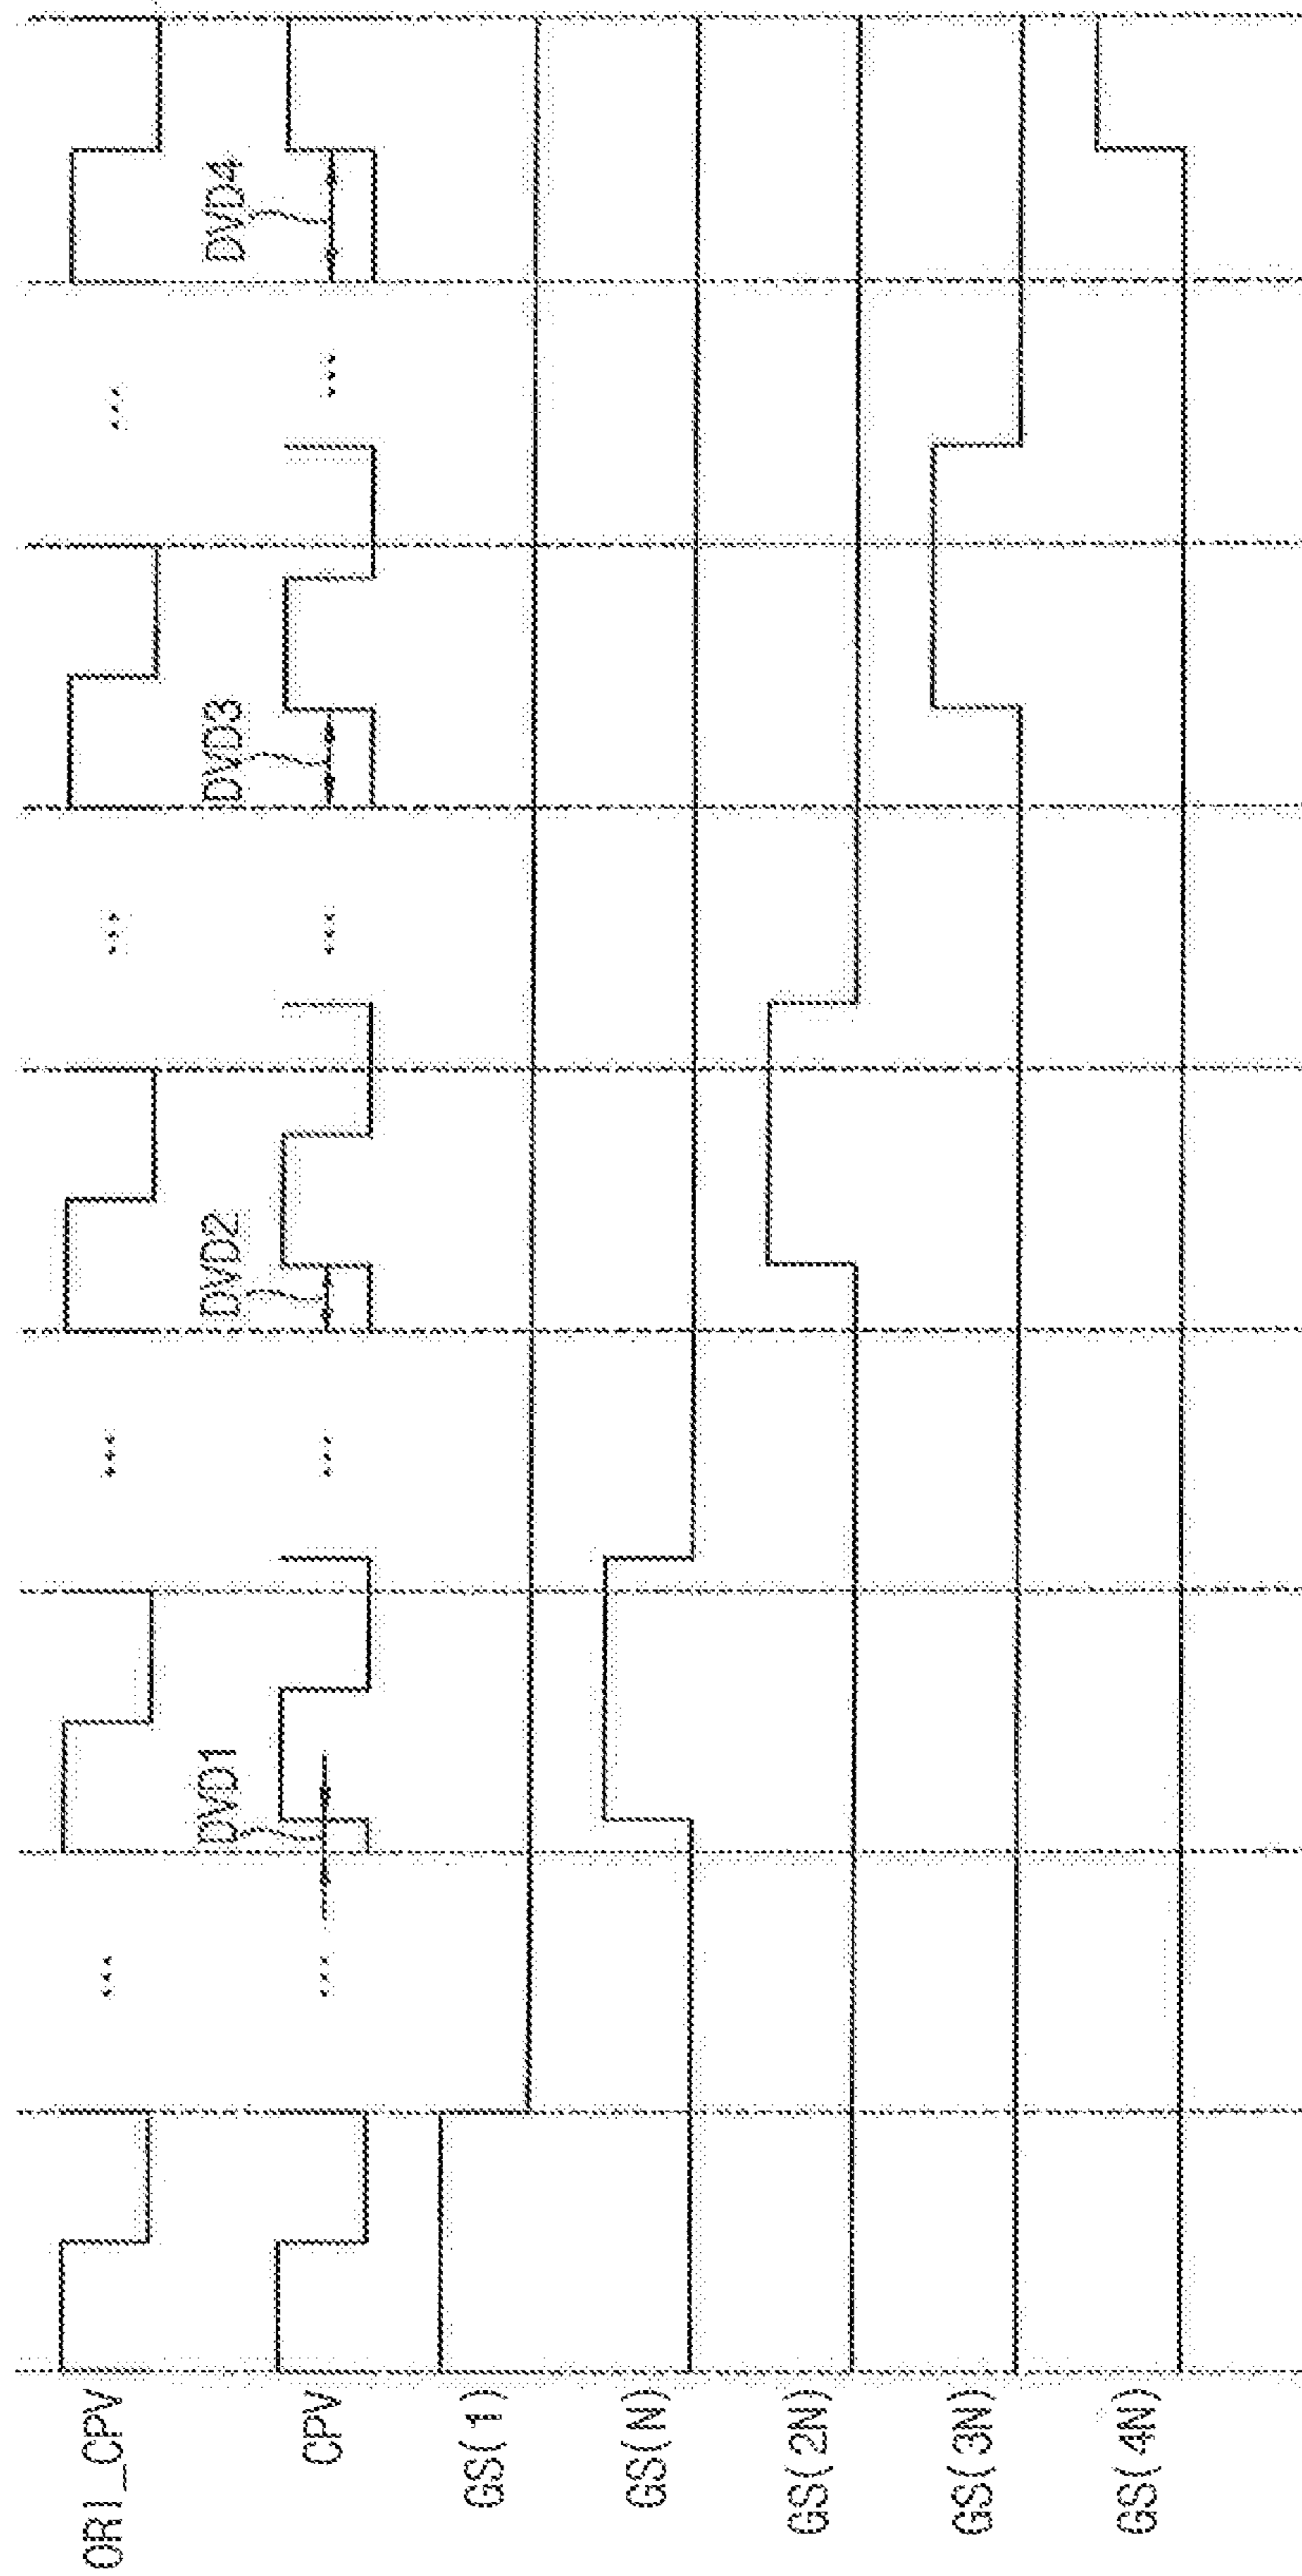 ORI_CPV
...
...
...
...
CPV
...
DVD1
...
DVD2
...
DVD3
...
DVD4
GS(1)
GS(N)
GS(2N)
GS(3N)
GS(4N)